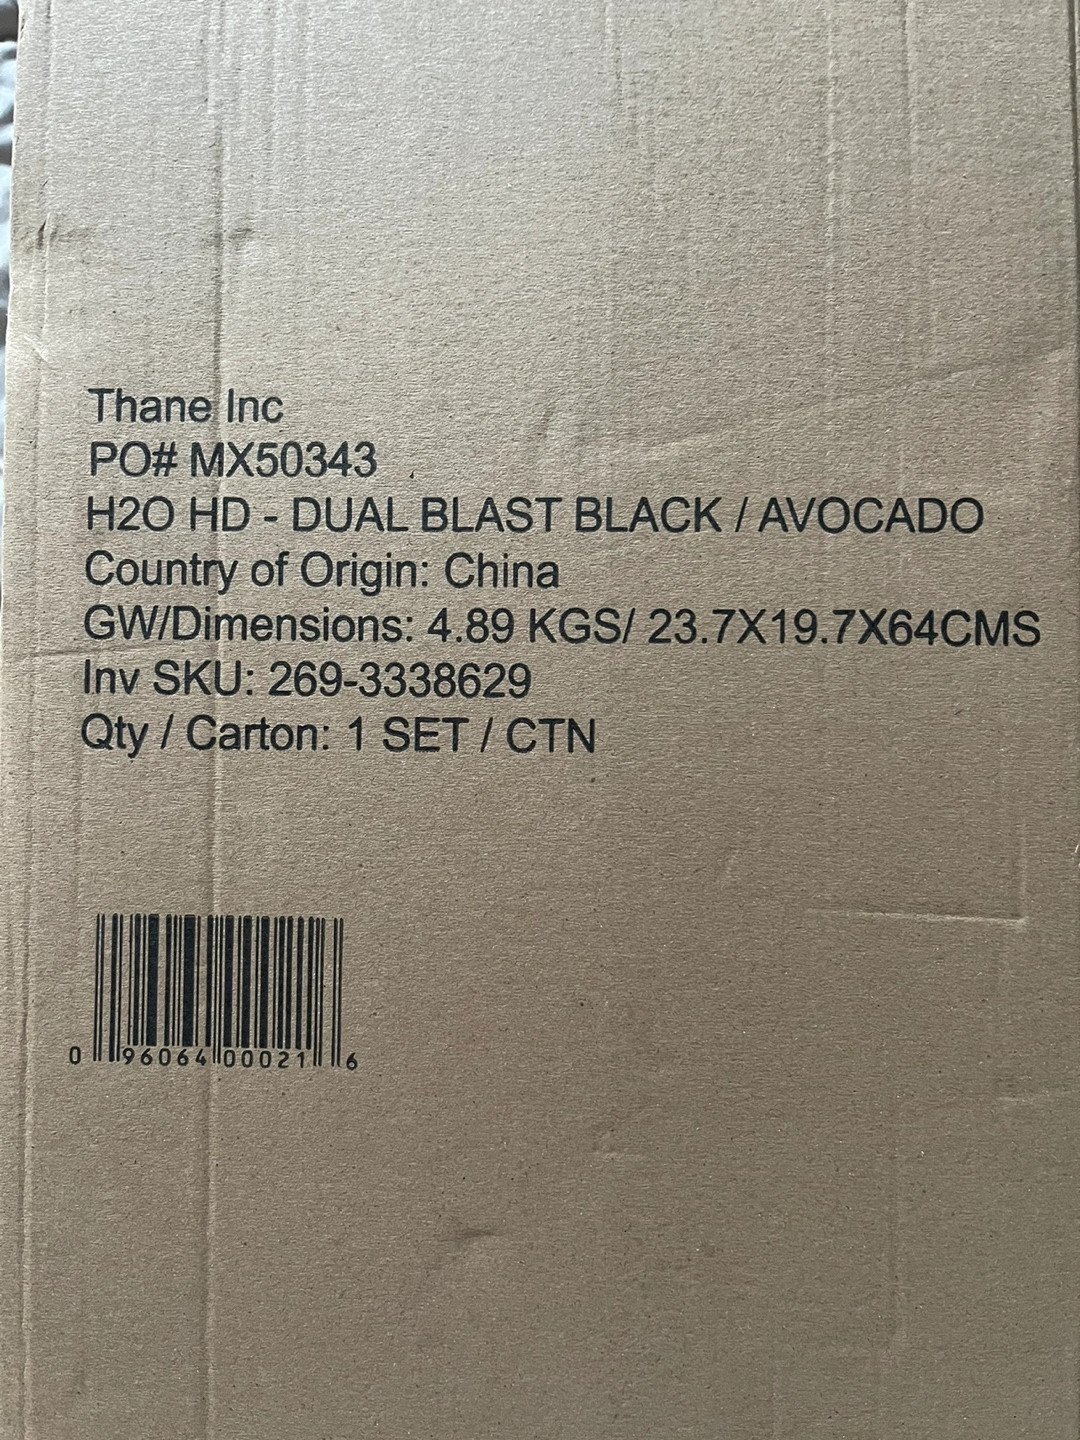 Thane Inc
PO# MX50343
H2O HD - DUAL BLAST BLACK / AVOCADO
Country of Origin: China
GW/Dimensions: 4.89 KGS/ 23.7X19.7X64CMS
Inv SKU: 269-3338629
Qty / Carton: 1 SET / CTN
0 96064 00021 6